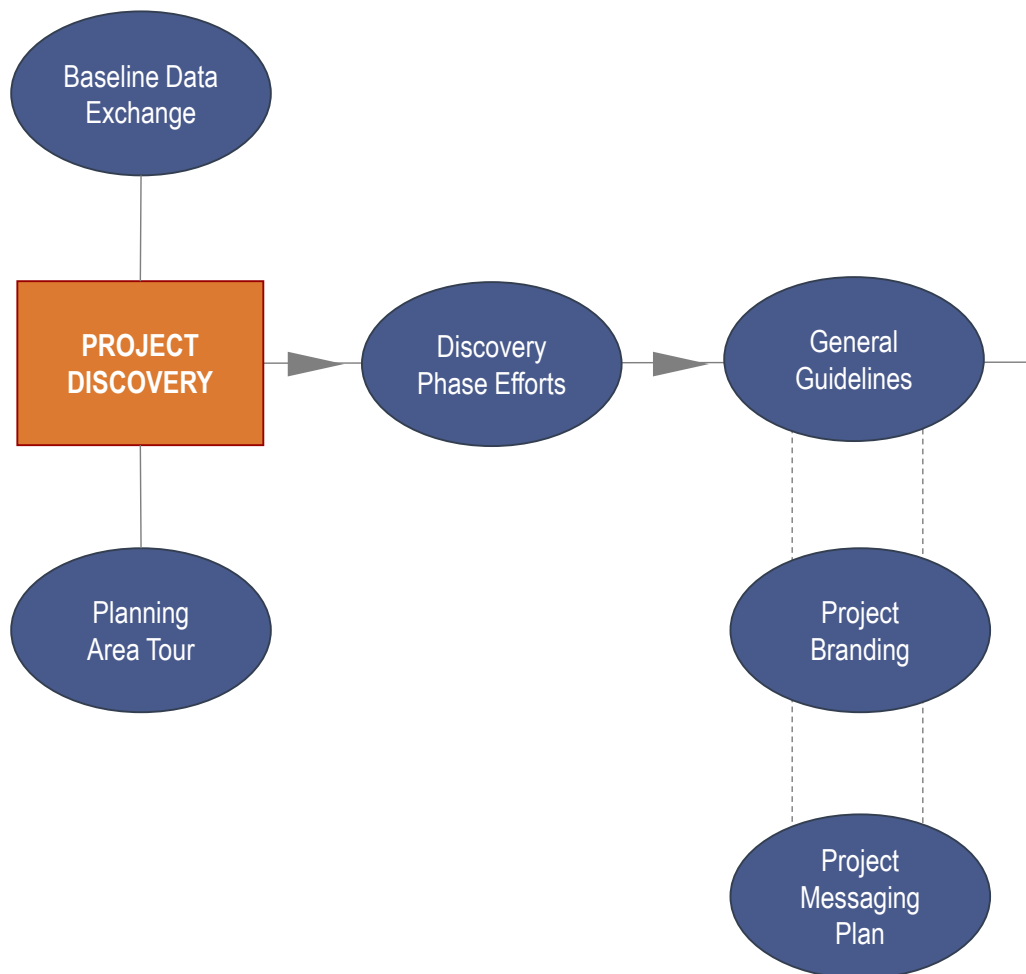 Baseline Data
Exchange
PROJECT
DISCOVERY
Discovery
Phase Efforts
General
Guidelines
Planning
Area Tour
Project
Branding
Project
Messaging
Plan